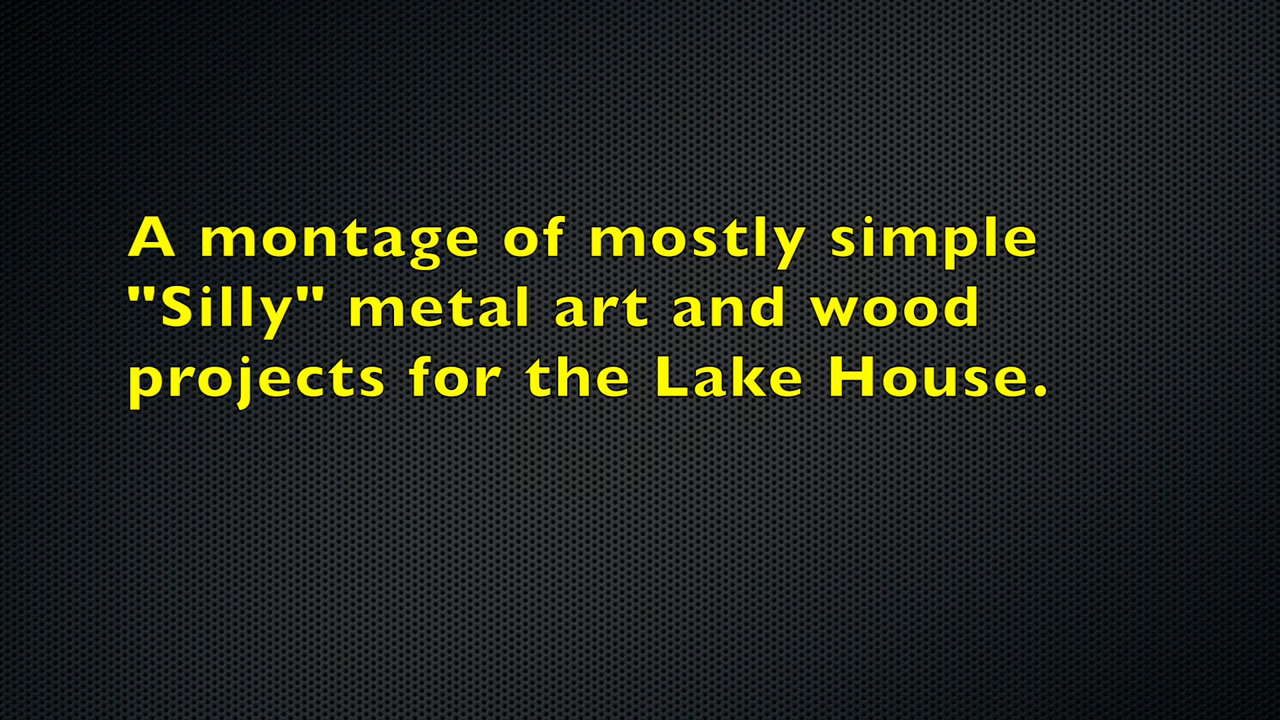 A montage of mostly simple
"Silly" metal art and wood
projects for the Lake House.